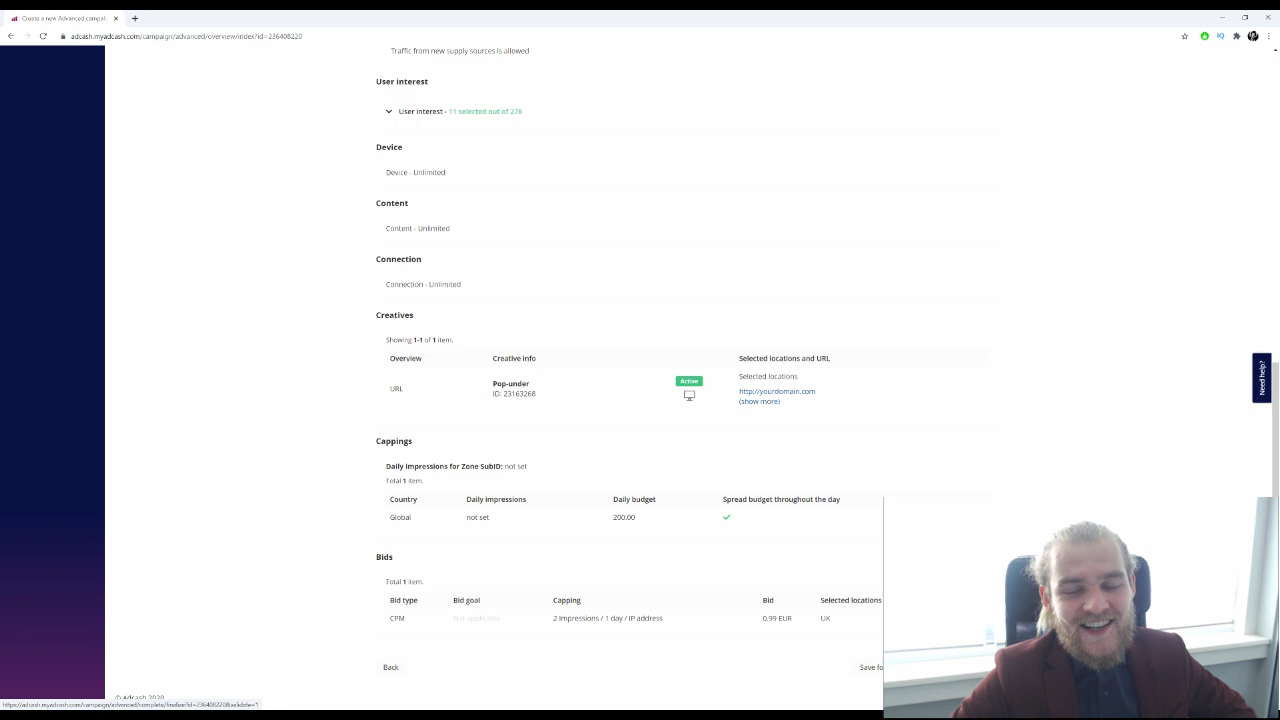 Create a new Advanced campai
adcash.myadcash.com/campaign/advanced/overview/index?id=236408220
Traffic from new supply sources is allowed
User interest
User interest - 11 selected out of 276
Device
Device - Unlimited
Content
Content - Unlimited
Connection
Connection - Unlimited
Creatives
Showing 1-1 of 1 item.
Overview Creative info Selected locations and URL
URL Pop-under Active Selected locations
ID: 23163268 http://yourdomain.com
(show more)
Need help?
Cappings
Daily impressions for Zone SubID: not set
Total 1 item.
Country Daily impressions Daily budget Spread budget throughout the day
Global not set 200.00
Bids
Total 1 item.
Bid type Bid goal Capping Bid Selected locations
CPM Not applicable 2 Impressions / 1 day / IP address 0.99 EUR UK
Back Save fo
© Adcash 2020